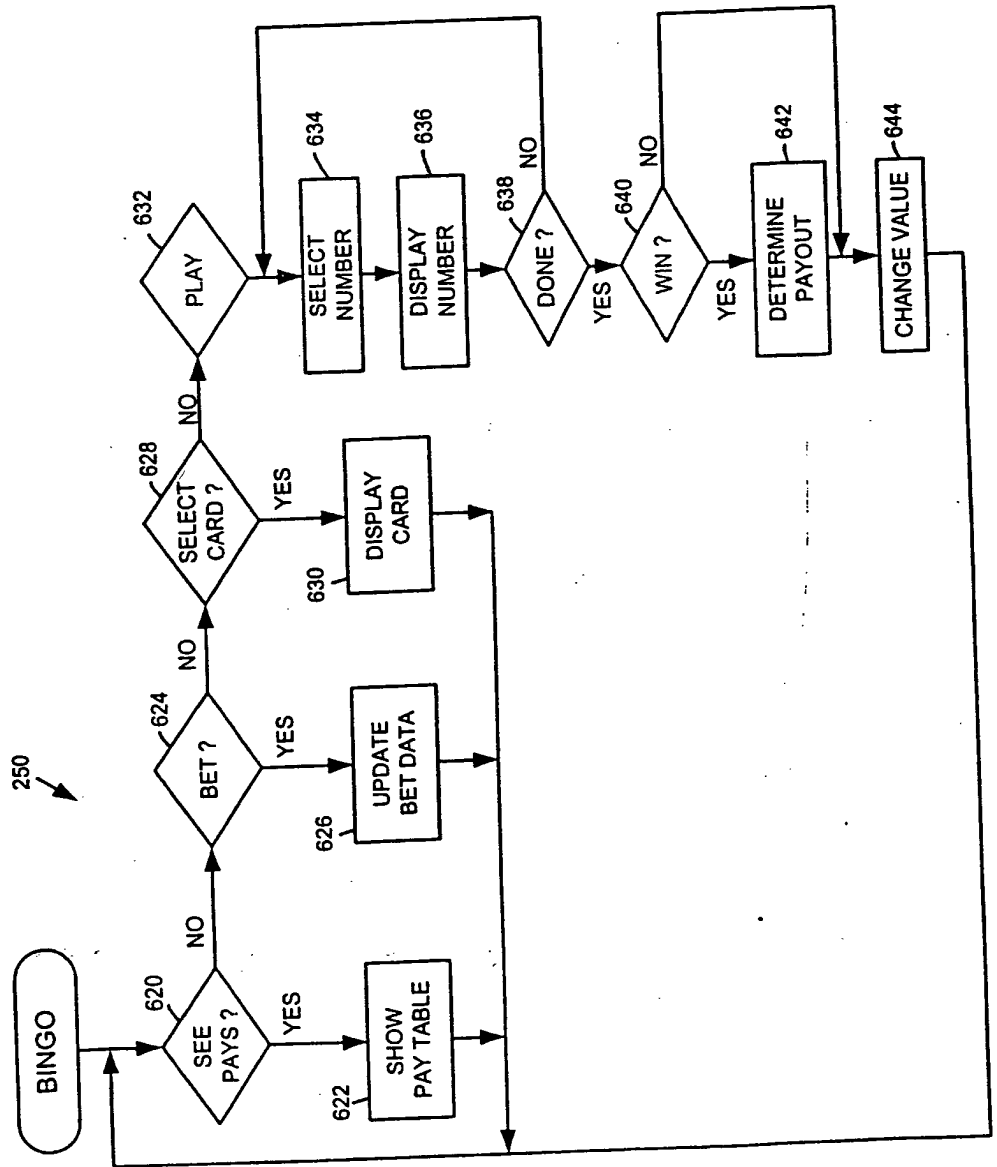 250
BINGO
620
SEE
PAYS ?
NO
YES
622
SHOW
PAY TABLE
624
BET ?
NO
YES
626
UPDATE
BET DATA
628
SELECT
CARD ?
NO
YES
630
DISPLAY
CARD
632
PLAY
634
SELECT
NUMBER
636
DISPLAY
NUMBER
638
DONE ?
NO
YES
640
WIN ?
NO
YES
642
DETERMINE
PAYOUT
644
CHANGE VALUE